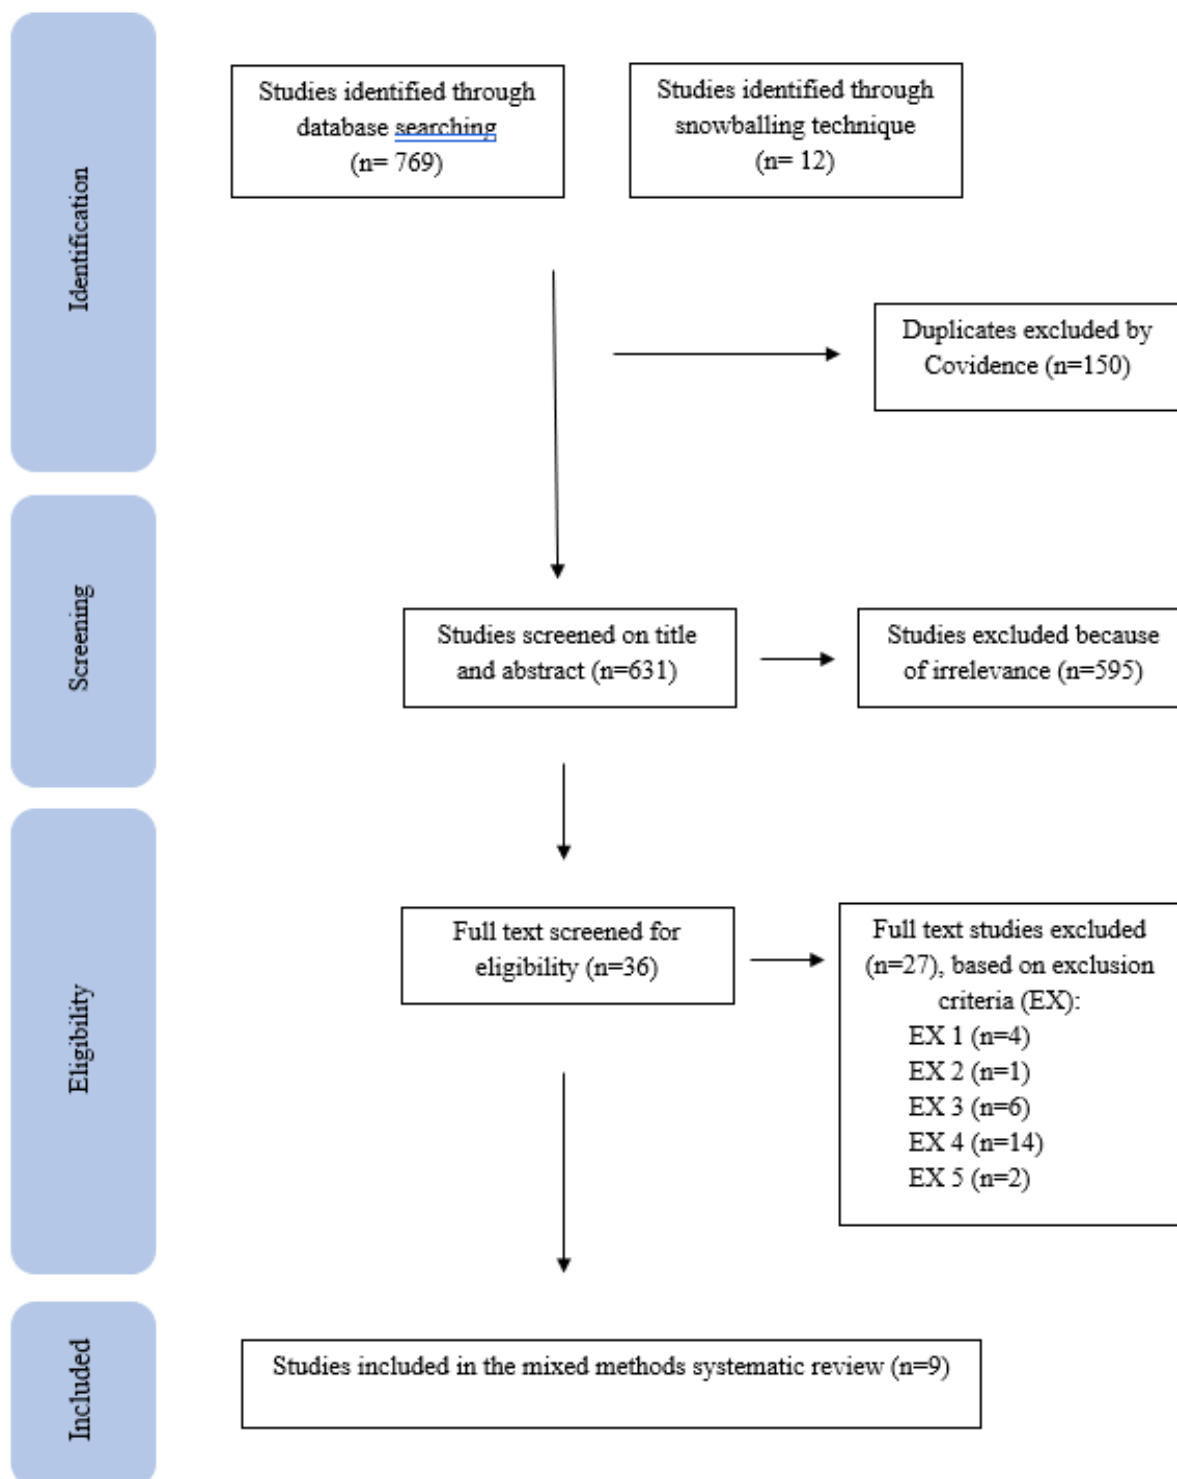 Identification
Studies identified through
database searching
(n= 769)
Studies identified through
snowballing technique
(n= 12)
Duplicates excluded by
Covidence (n=150)
Screening
Studies screened on title
and abstract (n=631)
Studies excluded because
of irrelevance (n=595)
Eligibility
Full text screened for
eligibility (n=36)
Full text studies excluded
(n=27), based on exclusion
criteria (EX):
EX 1 (n=4)
EX 2 (n=1)
EX 3 (n=6)
EX 4 (n=14)
EX 5 (n=2)
Included
Studies included in the mixed methods systematic review (n=9)